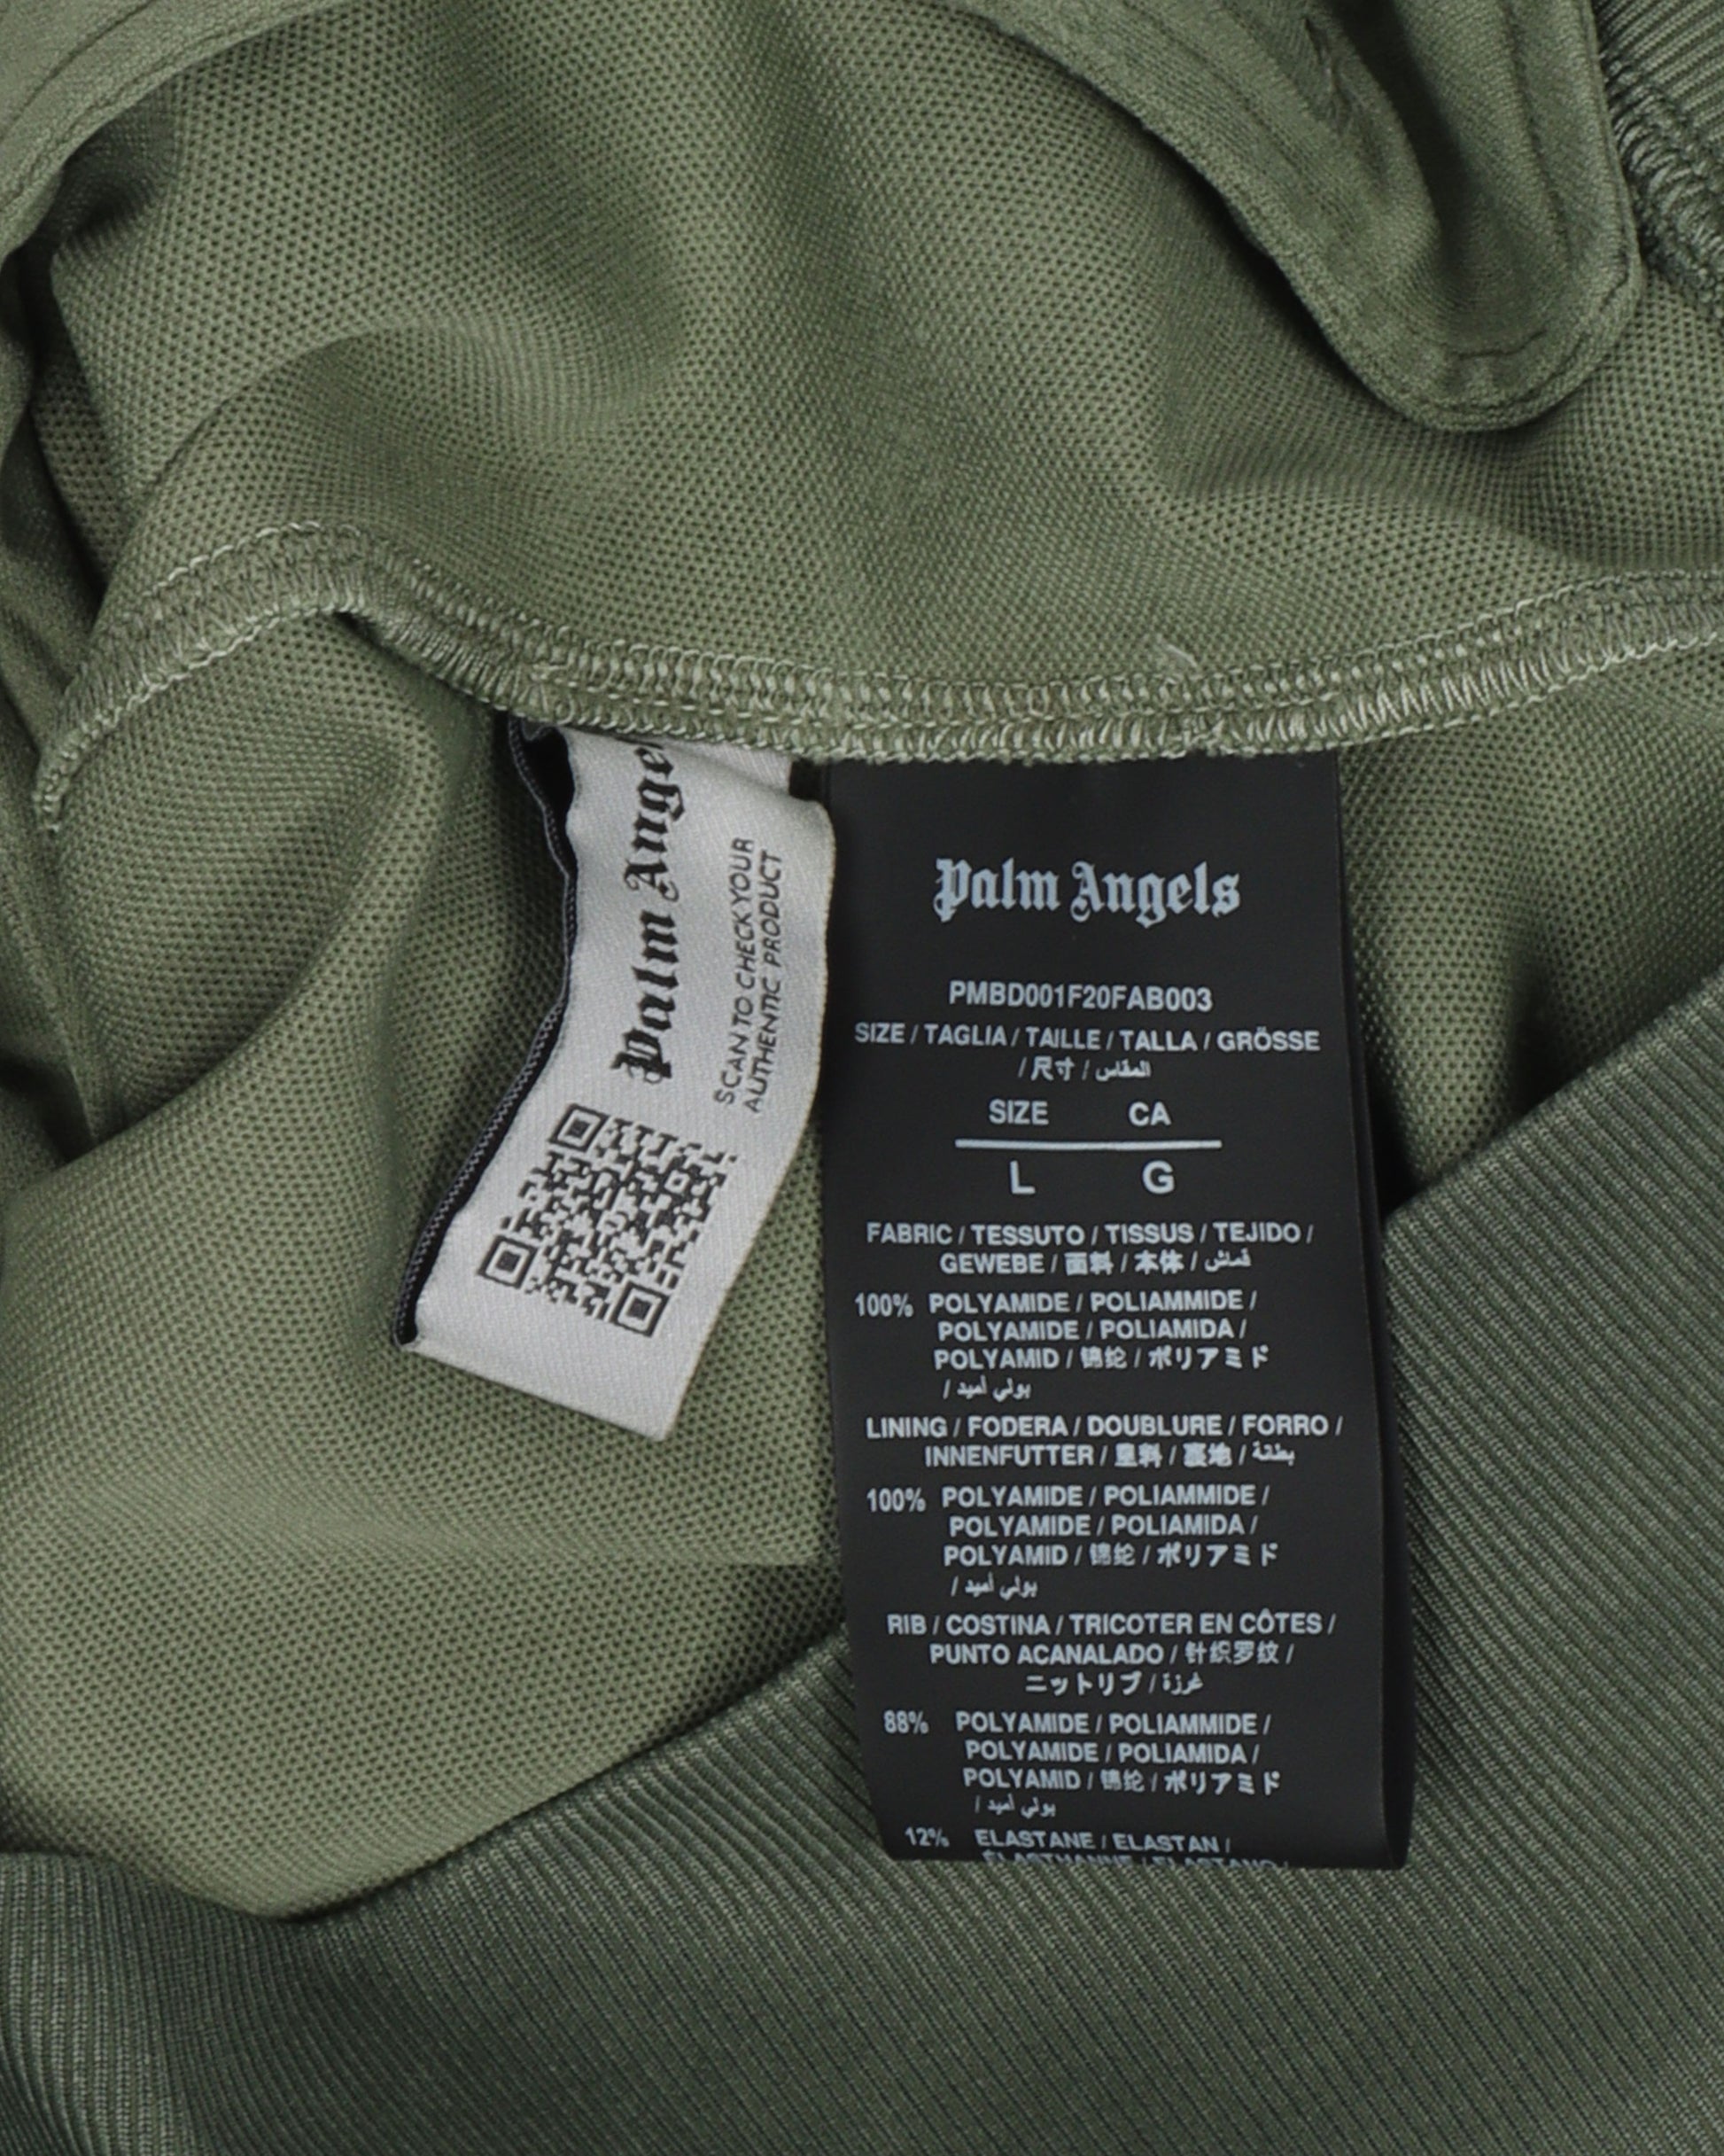 Palm Ange
SCAN TO CHECK YOUR
AUTHENTIC PRODUCT
Palm Angels
PMBD001F20FAB003
SIZE / TAGLIA / TAILLE / TALLA / GRÖSSE
/ 尺寸 / المقاس
SIZE CA
L G
FABRIC / TESSUTO / TISSUS / TEJIDO /
GEWEBE / 面料 / 本体 / قماش
100% POLYAMIDE / POLIAMMIDE /
POLYAMIDE / POLIAMIDA /
POLYAMID / 锦纶 / ポリアミド
/ بولي أميد
LINING / FODERA / DOUBLURE / FORRO /
INNENFUTTER / 里料 / 裏地 / بطانة
100% POLYAMIDE / POLIAMMIDE /
POLYAMIDE / POLIAMIDA /
POLYAMID / 锦纶 / ポリアミド
/ بولي أميد
RIB / COSTINA / TRICOTER EN CÔTES /
PUNTO ACANALADO / 针织罗纹 /
ニットリブ / غرزة
88% POLYAMIDE / POLIAMMIDE /
POLYAMIDE / POLIAMIDA /
POLYAMID / 锦纶 / ポリアミド
/ بولي أميد
12% ELASTANE / ELASTAN /
ÉLASTHANNE / ELASTANO /